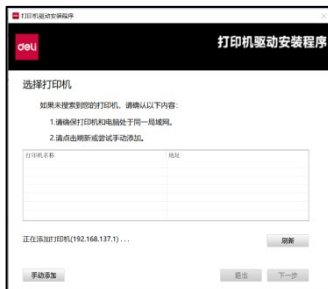 打印机驱动安装程序
deli
打印机驱动安装程序
选择打印机
如果未搜索到您的打印机，请确认以下内容：
1.请确保打印机和电脑处于同一局域网。
2.请点击刷新或尝试手动添加。
打印机名称 地址
正在添加打印机(192.168.137.1) . . .
刷新
手动添加 退出 下一步